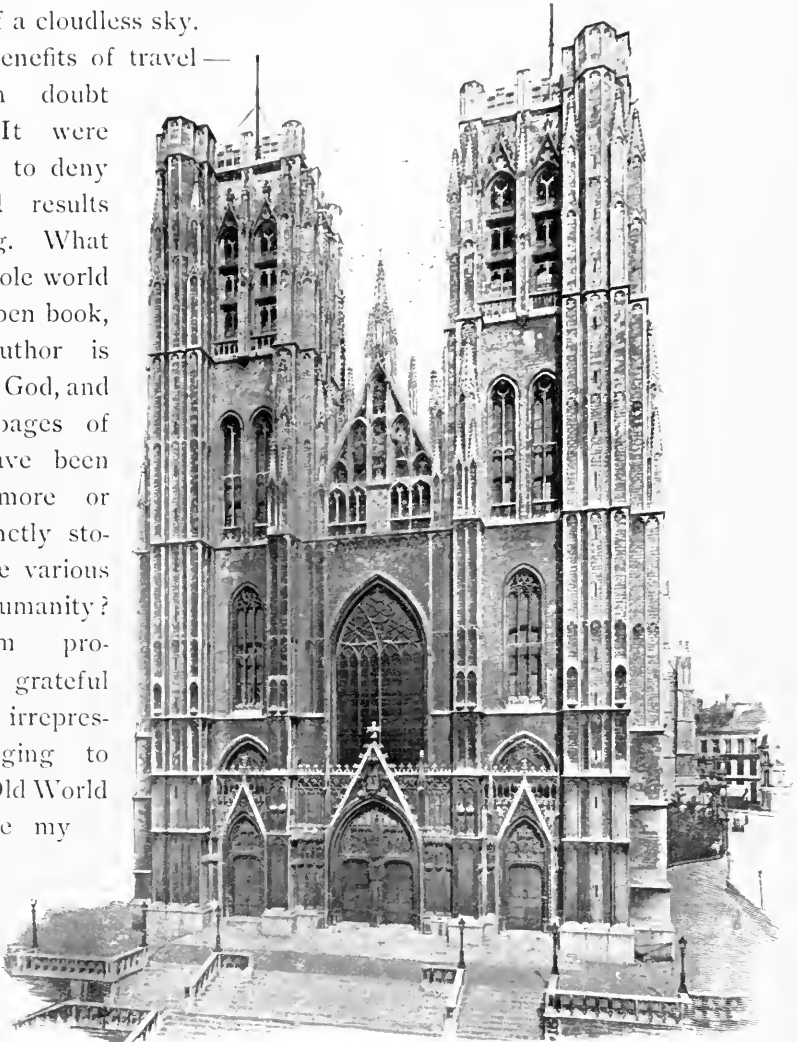 f a cloudless sky.
enefits of travel —
doubt
It were
to deny
results
g. What
ole world
pen book,
uthor is
God, and
pages of
ave been
more or
nctly sto-
e various
umanity?
m pro-
grateful
irrepres-
ging to
Old World
e my